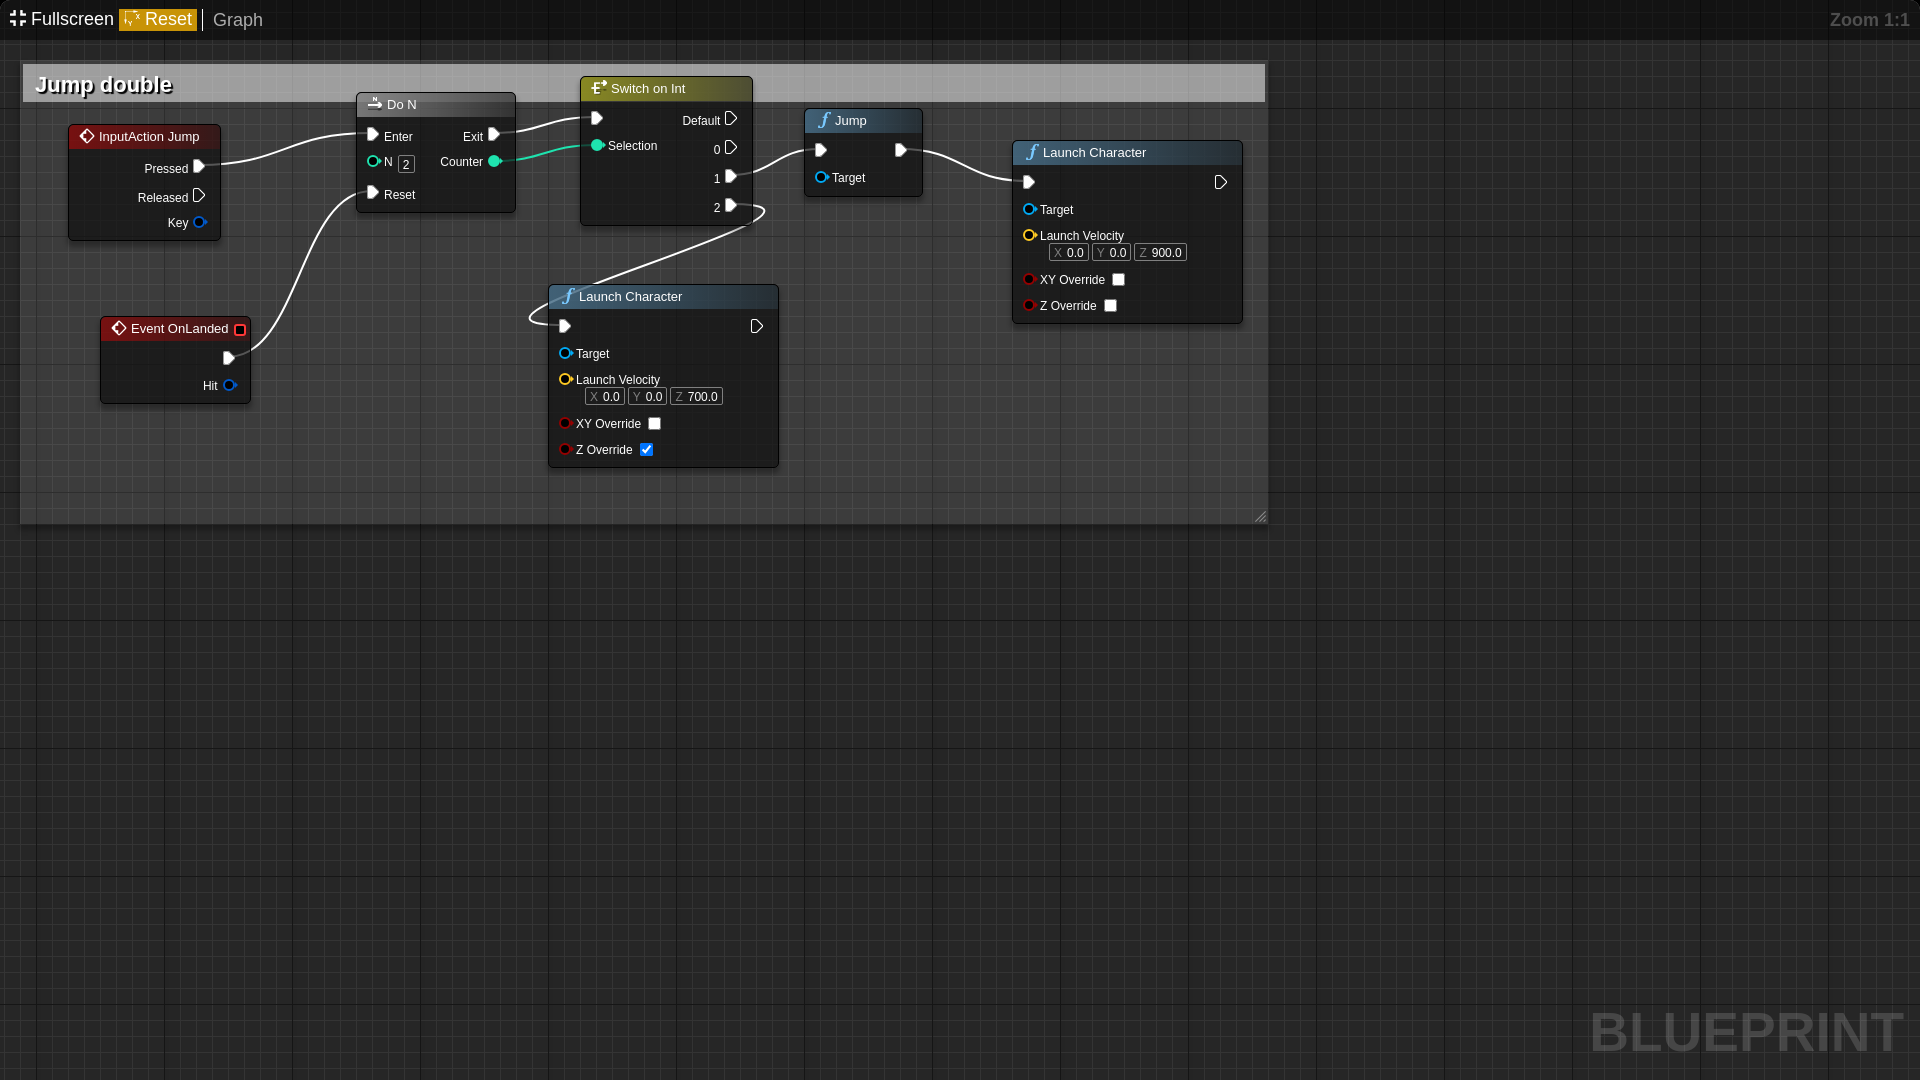 Fullscreen Reset Graph Zoom 1:1
Jump double
InputAction Jump
Pressed
Released
Key
Do N
Enter Exit
N 2 Counter
Reset
Switch on Int
Default
Selection
0
1
2
Jump
Target
Launch Character
Target
Launch Velocity
X 0.0 Y 0.0 Z 900.0
XY Override
Z Override
Event OnLanded
Hit
Launch Character
Target
Launch Velocity
X 0.0 Y 0.0 Z 700.0
XY Override
Z Override
BLUEPRINT